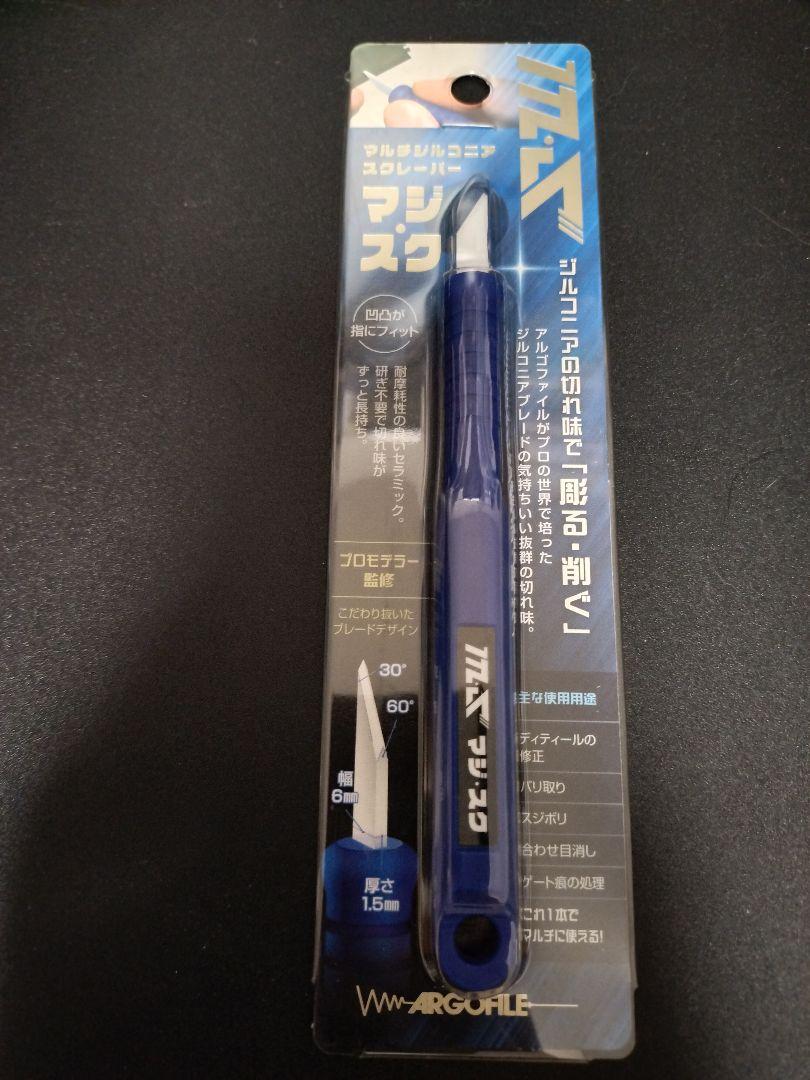 マルチジルコニア
スクレーパー
マジ・
スク
凹凸が
指にフィット
耐摩耗性の良いセラミック。
研ぎ不要で切れ味が
ずっと長持ち。
プロモデラー
監修
こだわり抜いた
ブレードデザイン
30°
60°
幅
6mm
厚さ
1.5mm
ジルコニアの切れ味で「彫る・削ぐ」
アルゴファイルがプロの世界で培った
ジルコニアブレードの気持ちいい抜群の切れ味。
マジ・スク
主な使用用途
ディティールの
修正
バリ取り
スジボリ
合わせ目消し
ゲート痕の処理
これ1本で
マルチに使える!
ARGOFILE